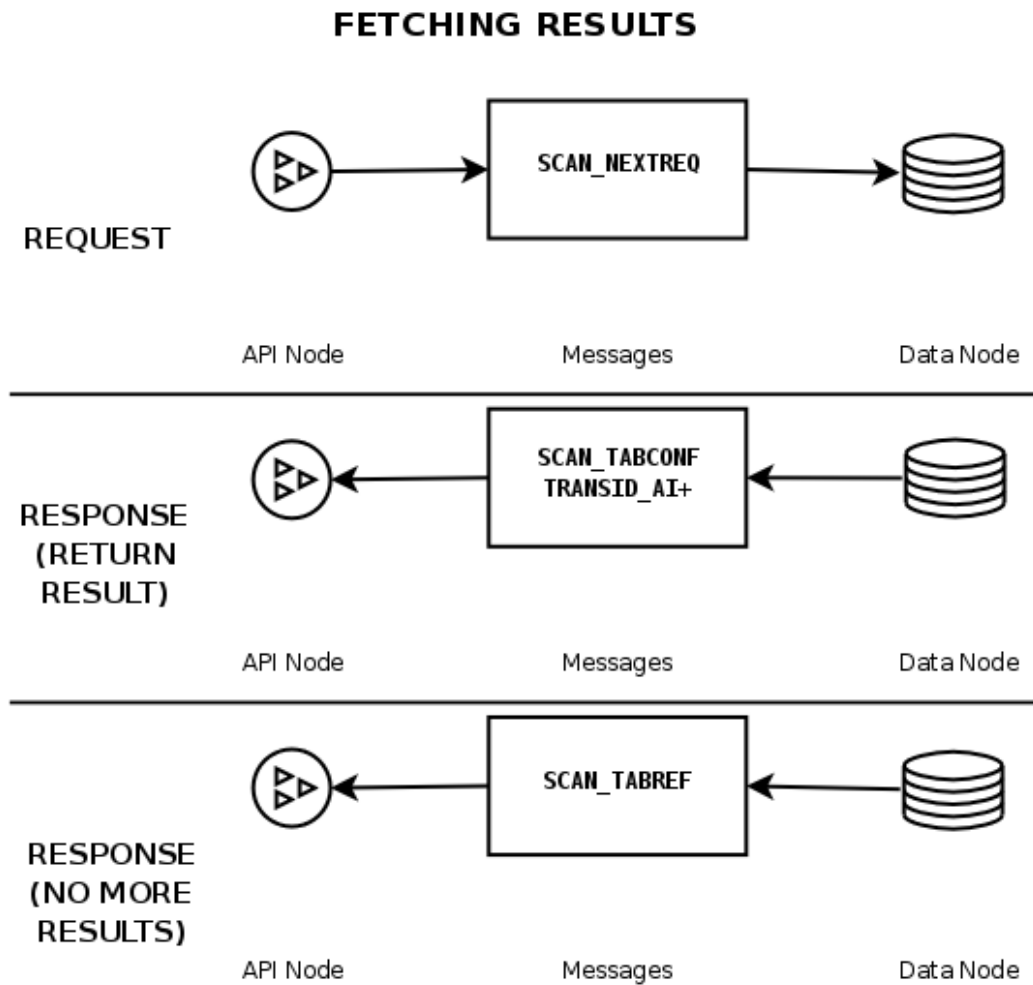 FETCHING RESULTS
SCAN_NEXTREQ
REQUEST
API Node
Messages
Data Node
SCAN_TABCONF
TRANSID_AI+
RESPONSE
(RETURN
RESULT)
API Node
Messages
Data Node
SCAN_TABREF
RESPONSE
(NO MORE
RESULTS)
API Node
Messages
Data Node